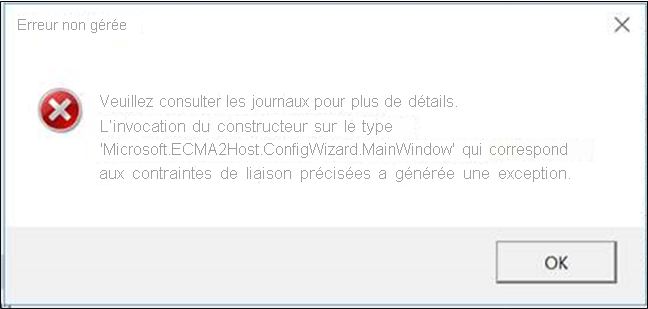 Erreur non gérée
Veuillez consulter les journaux pour plus de détails.
L'invocation du constructeur sur le type
'Microsoft.ECMA2Host.ConfigWizard.MainWindow' qui correspond
aux contraintes de liaison précisées a générée une exception.
OK